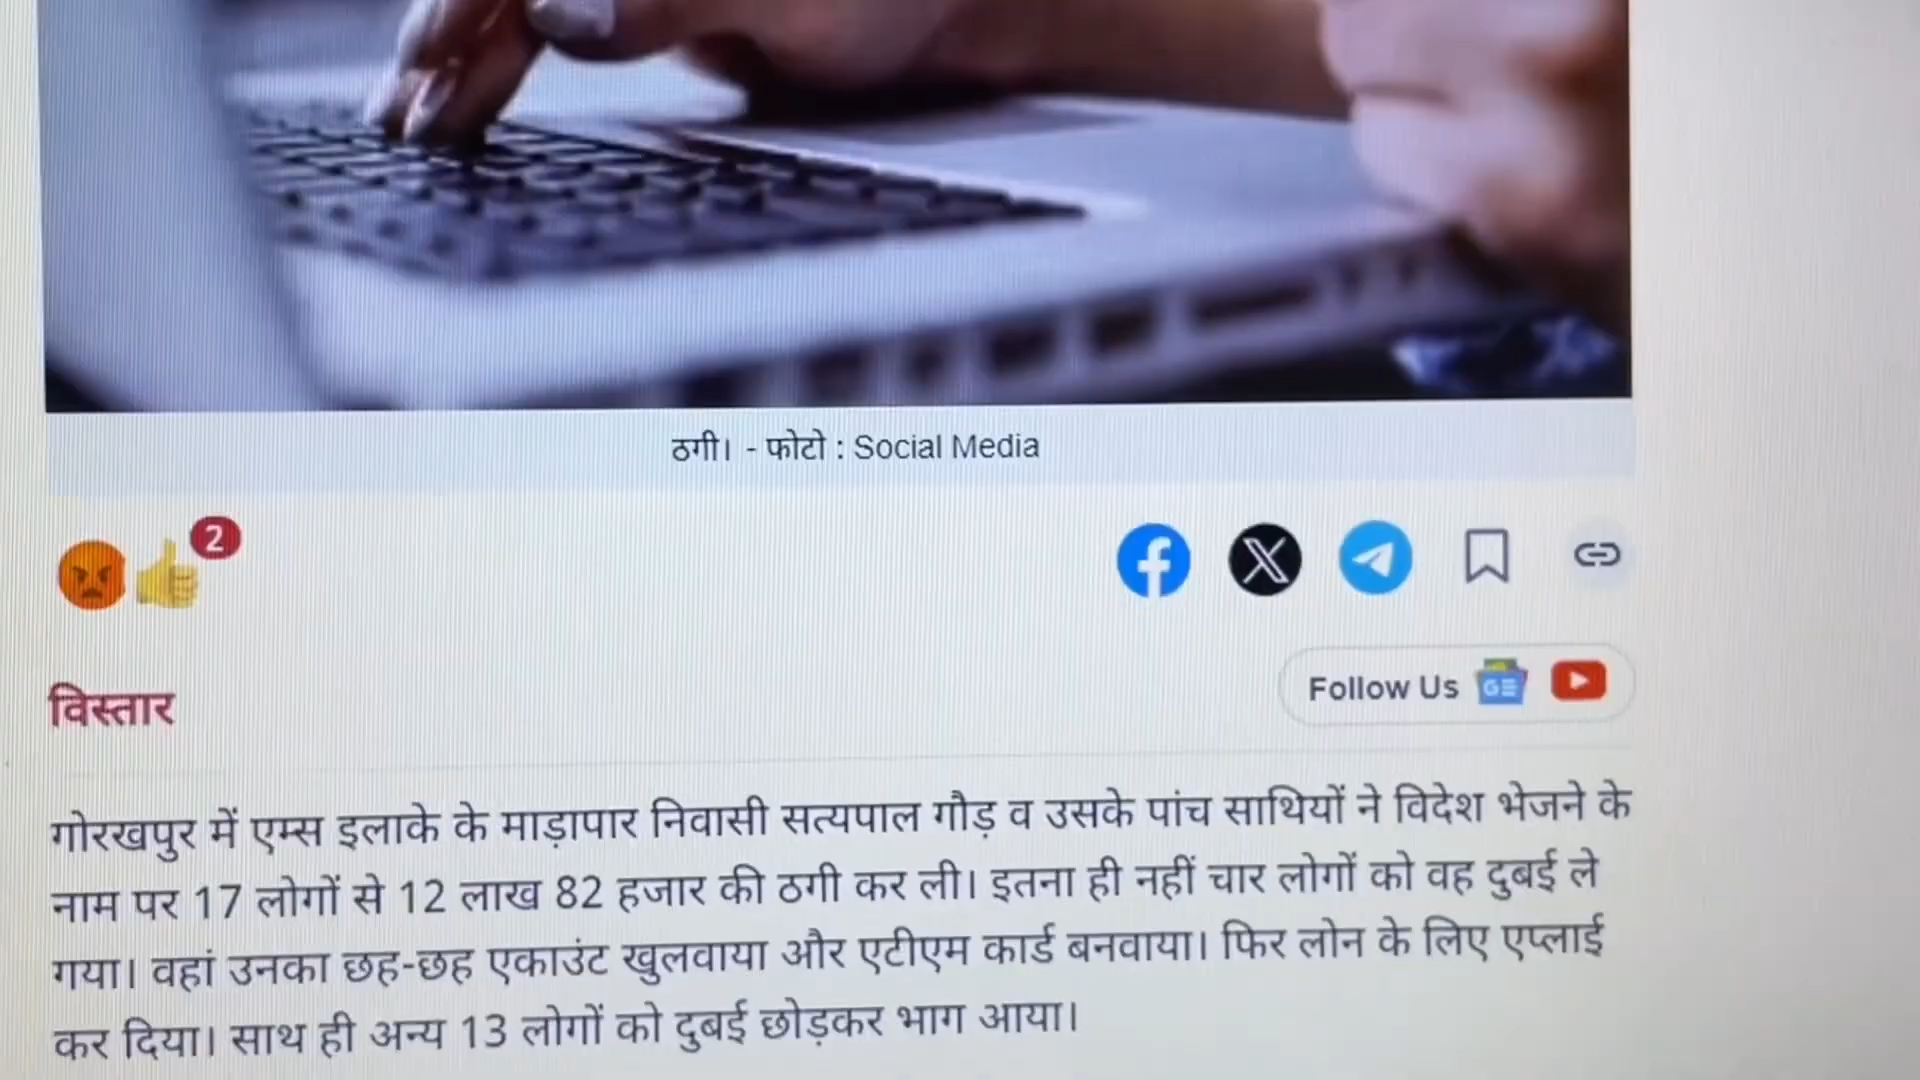 ठगी। - फोटो : Social Media
2
Follow Us GE
विस्तार
गोरखपुर में एम्स इलाके के माड़ापार निवासी सत्यपाल गौड़ व उसके पांच साथियों ने विदेश भेजने के
नाम पर 17 लोगों से 12 लाख 82 हजार की ठगी कर ली। इतना ही नहीं चार लोगों को वह दुबई ले
गया। वहां उनका छह-छह एकाउंट खुलवाया और एटीएम कार्ड बनवाया। फिर लोन के लिए एप्लाई
कर दिया। साथ ही अन्य 13 लोगों को दुबई छोड़कर भाग आया।